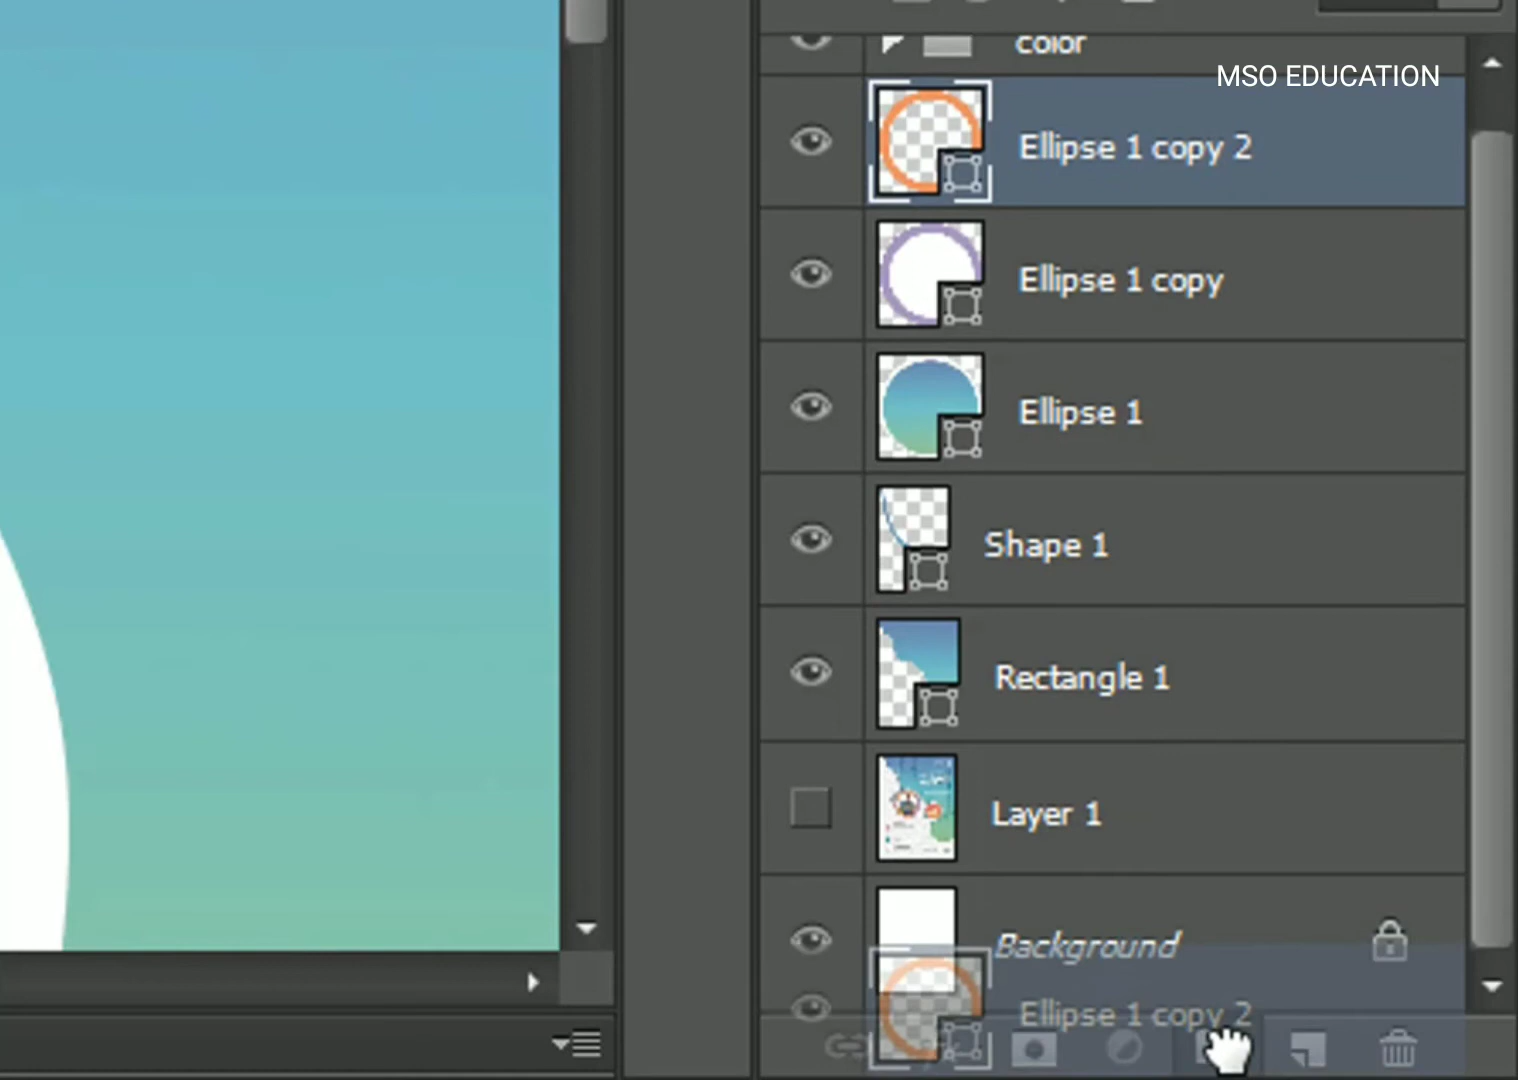 color
MSO EDUCATION
Ellipse 1 copy 2
Ellipse 1 copy
Ellipse 1
Shape 1
Rectangle 1
Layer 1
Background
Ellipse 1 copy 2